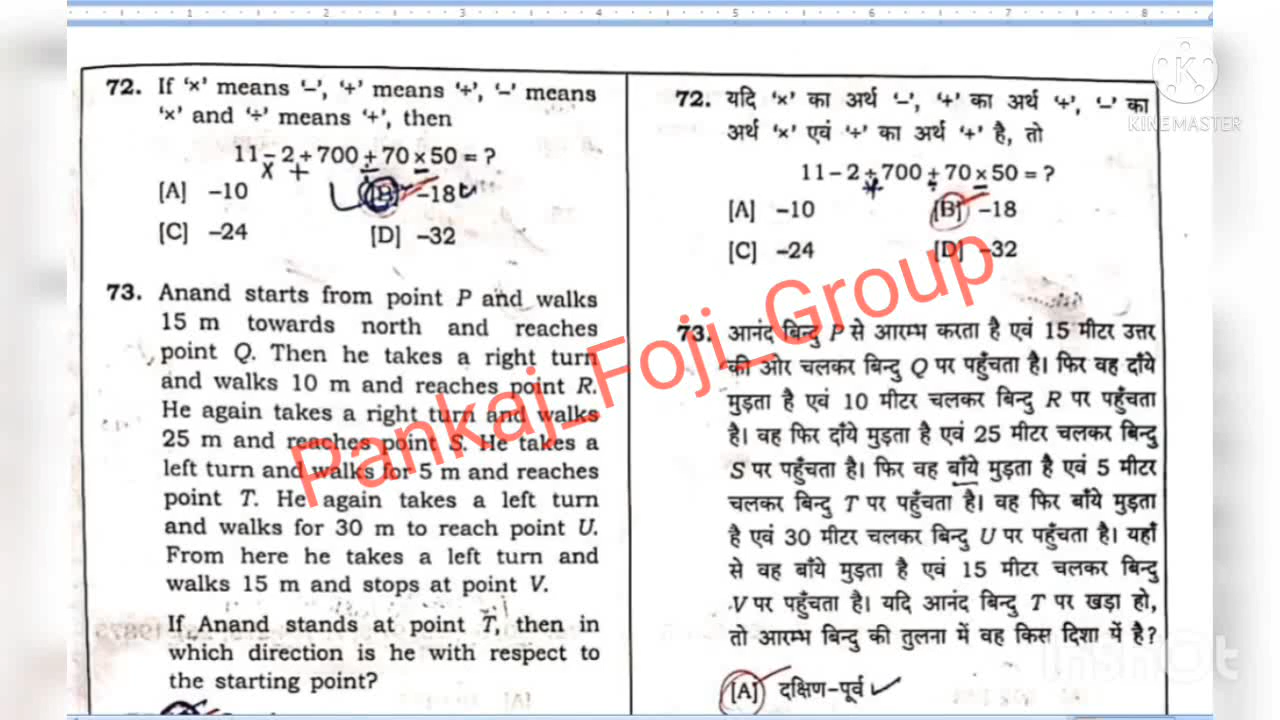 1 2 3 4 5 6 7 8
K
KINEMASTER
72. If '×' means '–', '+' means '÷', '–' means
'×' and '÷' means '+', then
11 – 2 ÷ 700 + 70 × 50 = ?
× +
[A] –10
[B] –18
[C] –24
[D] –32
73. Anand starts from point P and walks
15 m towards north and reaches
point Q. Then he takes a right turn
and walks 10 m and reaches point R.
He again takes a right turn and walks
25 m and reaches point S. He takes a
left turn and walks for 5 m and reaches
point T. He again takes a left turn
and walks for 30 m to reach point U.
From here he takes a left turn and
walks 15 m and stops at point V.
If Anand stands at point T, then in
which direction is he with respect to
the starting point?
72. यदि '×' का अर्थ '–', '+' का अर्थ '÷', '–' का
अर्थ '×' एवं '÷' का अर्थ '+' है, तो
11 – 2 ÷ 700 + 70 × 50 = ?
[A] –10
[B] –18
[C] –24
[D] –32
73. आनंद बिन्दु P से आरम्भ करता है एवं 15 मीटर उत्तर
की ओर चलकर बिन्दु Q पर पहुँचता है। फिर वह दाँये
मुड़ता है एवं 10 मीटर चलकर बिन्दु R पर पहुँचता
है। वह फिर दाँये मुड़ता है एवं 25 मीटर चलकर बिन्दु
S पर पहुँचता है। फिर वह बाँये मुड़ता है एवं 5 मीटर
चलकर बिन्दु T पर पहुँचता है। वह फिर बाँये मुड़ता
है एवं 30 मीटर चलकर बिन्दु U पर पहुँचता है। यहाँ
से वह बाँये मुड़ता है एवं 15 मीटर चलकर बिन्दु
V पर पहुँचता है। यदि आनंद बिन्दु T पर खड़ा हो,
तो आरम्भ बिन्दु की तुलना में वह किस दिशा में है?
[A] दक्षिण-पूर्व
Pankaj_Foji_Group
InShOt